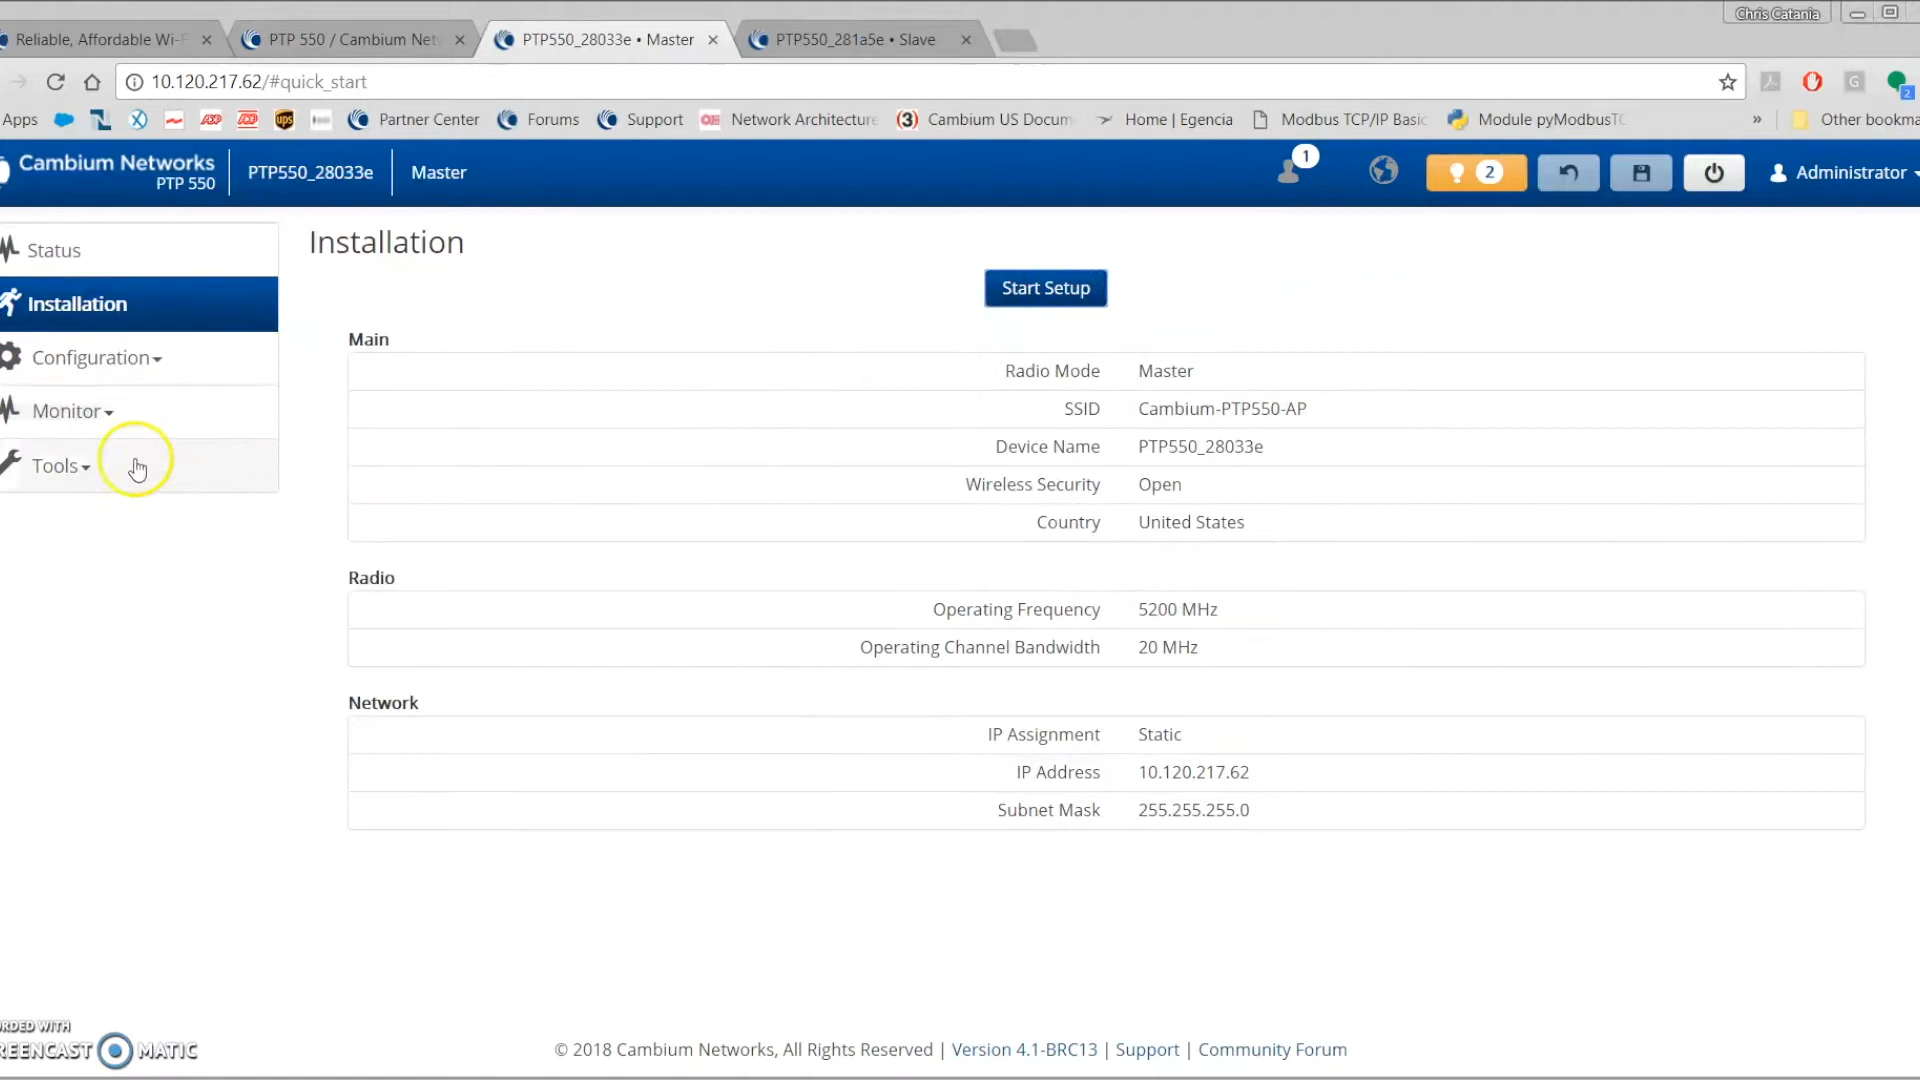 Chris Catania
Reliable, Affordable Wi-F
PTP 550 / Cambium Net
PTP550_28033e • Master
PTP550_281a5e • Slave
10.120.217.62/#quick_start
Apps
Partner Center
Forums
Support
Network Architecture
Cambium US Docum
Home | Egencia
Modbus TCP/IP Basic
Module pyModbusTC
»
Other bookma
2
Cambium Networks
PTP 550
PTP550_28033e
Master
1
2
Administrator
Status
Installation
Configuration
Monitor
Tools
Installation
Start Setup
Main
Radio Mode Master
SSID Cambium-PTP550-AP
Device Name PTP550_28033e
Wireless Security Open
Country United States
Radio
Operating Frequency 5200 MHz
Operating Channel Bandwidth 20 MHz
Network
IP Assignment Static
IP Address 10.120.217.62
Subnet Mask 255.255.255.0
ORDED WITH
REENCAST MATIC
© 2018 Cambium Networks, All Rights Reserved | Version 4.1-BRC13 | Support | Community Forum